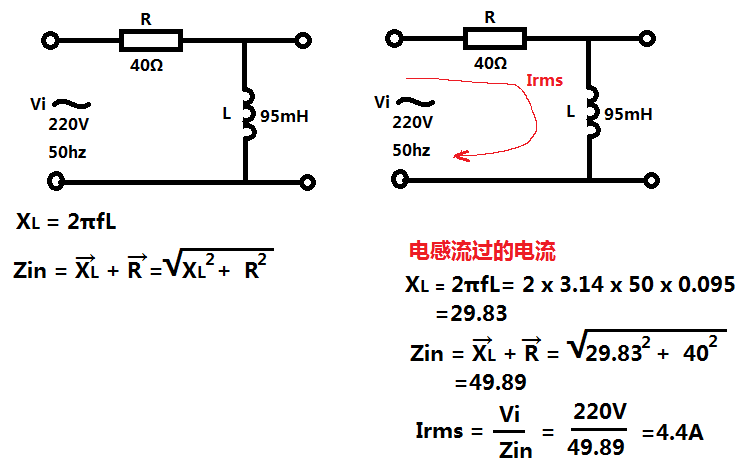 R
40Ω
Vi
220V
50hz
L
95mH
XL = 2πfL
Zin = XL + R = √XL² + R²
R
40Ω
Irms
Vi
220V
50hz
L
95mH
电感流过的电流
XL = 2πfL= 2 x 3.14 x 50 x 0.095
=29.83
Zin = XL + R = √29.83² + 40²
=49.89
Irms = Vi / Zin = 220V / 49.89 =4.4A